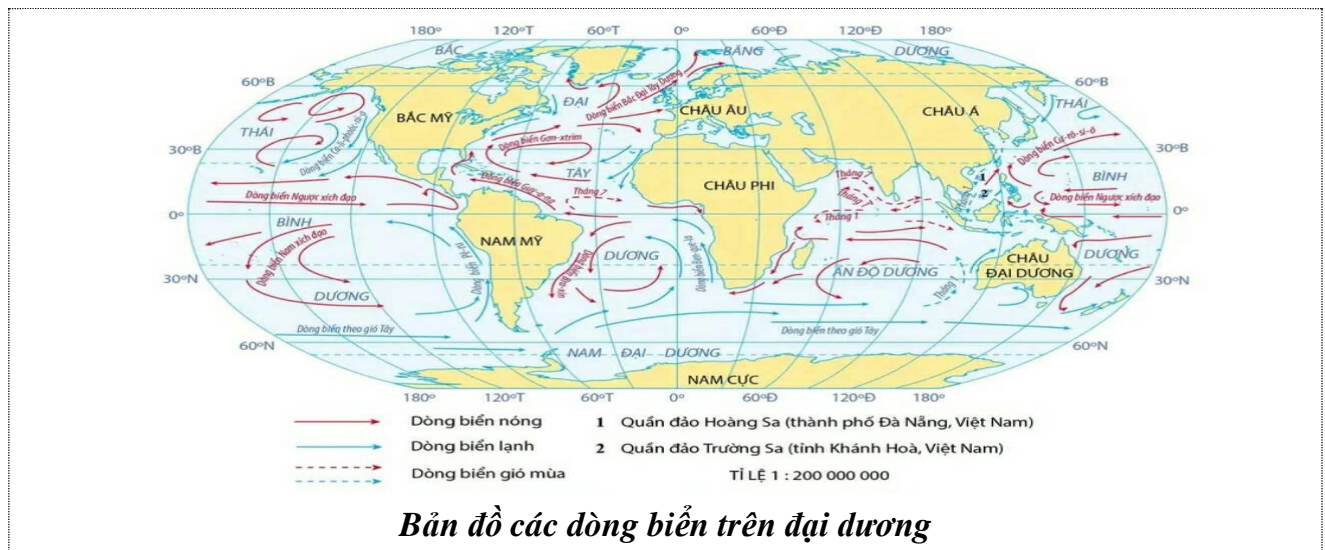 180° 120°T 60°T 0° 60°Đ 120°Đ 180°
BẮC BĂNG DƯƠNG
60°B 60°B
Dòng biển Bắc Đại Tây Dương
ĐẠI
BẮC MỸ CHÂU ÂU CHÂU Á
THÁI THÁI
Dòng biển Gơn-xtrim
30°B 30°B
TÂY
CHÂU PHI
Tháng 7 Tháng 7
1
BÌNH
2
Dòng biển Ngược xích đạo Dòng biển Ngược xích đạo
0° 0°
Tháng 1
BÌNH
NAM MỸ
Dòng biển Nam xích đạo
DƯƠNG
CHÂU
ĐẠI DƯƠNG
DƯƠNG
ẤN ĐỘ DƯƠNG
30°N 30°N
Tháng 1
DƯƠNG
Dòng biển theo gió Tây Dòng biển theo gió Tây
60°N 60°N
NAM ĐẠI DƯƠNG
NAM CỰC
180° 120°T 60°T 0° 60°Đ 120°Đ 180°
Dòng biển nóng
1 Quần đảo Hoàng Sa (thành phố Đà Nẵng, Việt Nam)
Dòng biển lạnh
2 Quần đảo Trường Sa (tỉnh Khánh Hoà, Việt Nam)
Dòng biển gió mùa
TỈ LỆ 1 : 200 000 000
Bản đồ các dòng biển trên đại dương